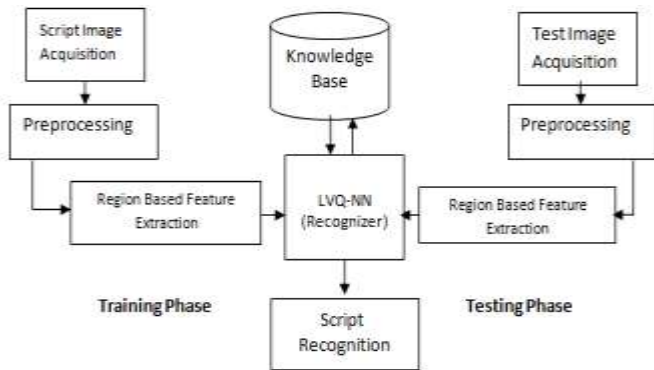 Script Image
Acquisition
Knowledge
Base
Test Image
Acquisition
Preprocessing
Preprocessing
Region Based Feature
Extraction
LVQ-NN
(Recognizer)
Region Based Feature
Extraction
Training Phase
Testing Phase
Script
Recognition